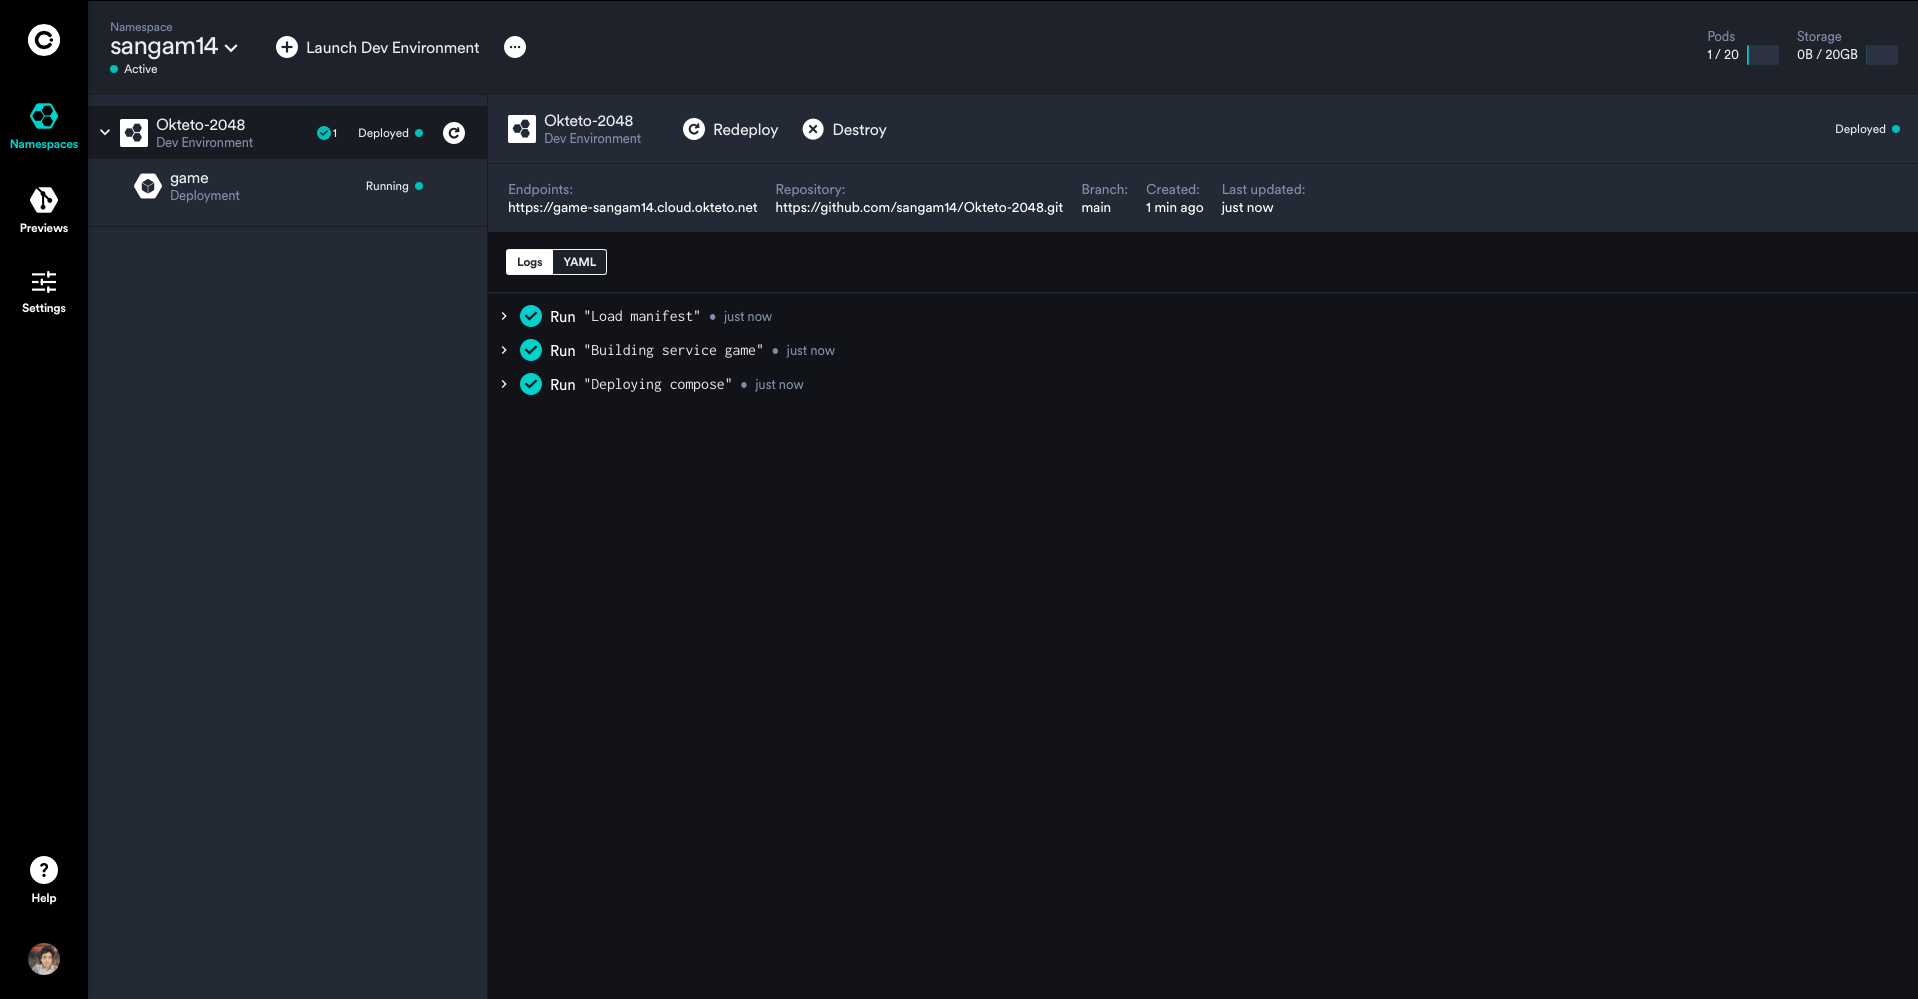 Namespace
sangam14
Active
Launch Dev Environment
Pods
1 / 20
Storage
0B / 20GB
Namespaces
Previews
Settings
Help
Okteto-2048
Dev Environment
1
Deployed
game
Deployment
Running
Okteto-2048
Dev Environment
Redeploy
Destroy
Deployed
Endpoints:
https://game-sangam14.cloud.okteto.net
Repository:
https://github.com/sangam14/Okteto-2048.git
Branch:
main
Created:
1 min ago
Last updated:
just now
Logs
YAML
Run "Load manifest" • just now
Run "Building service game" • just now
Run "Deploying compose" • just now